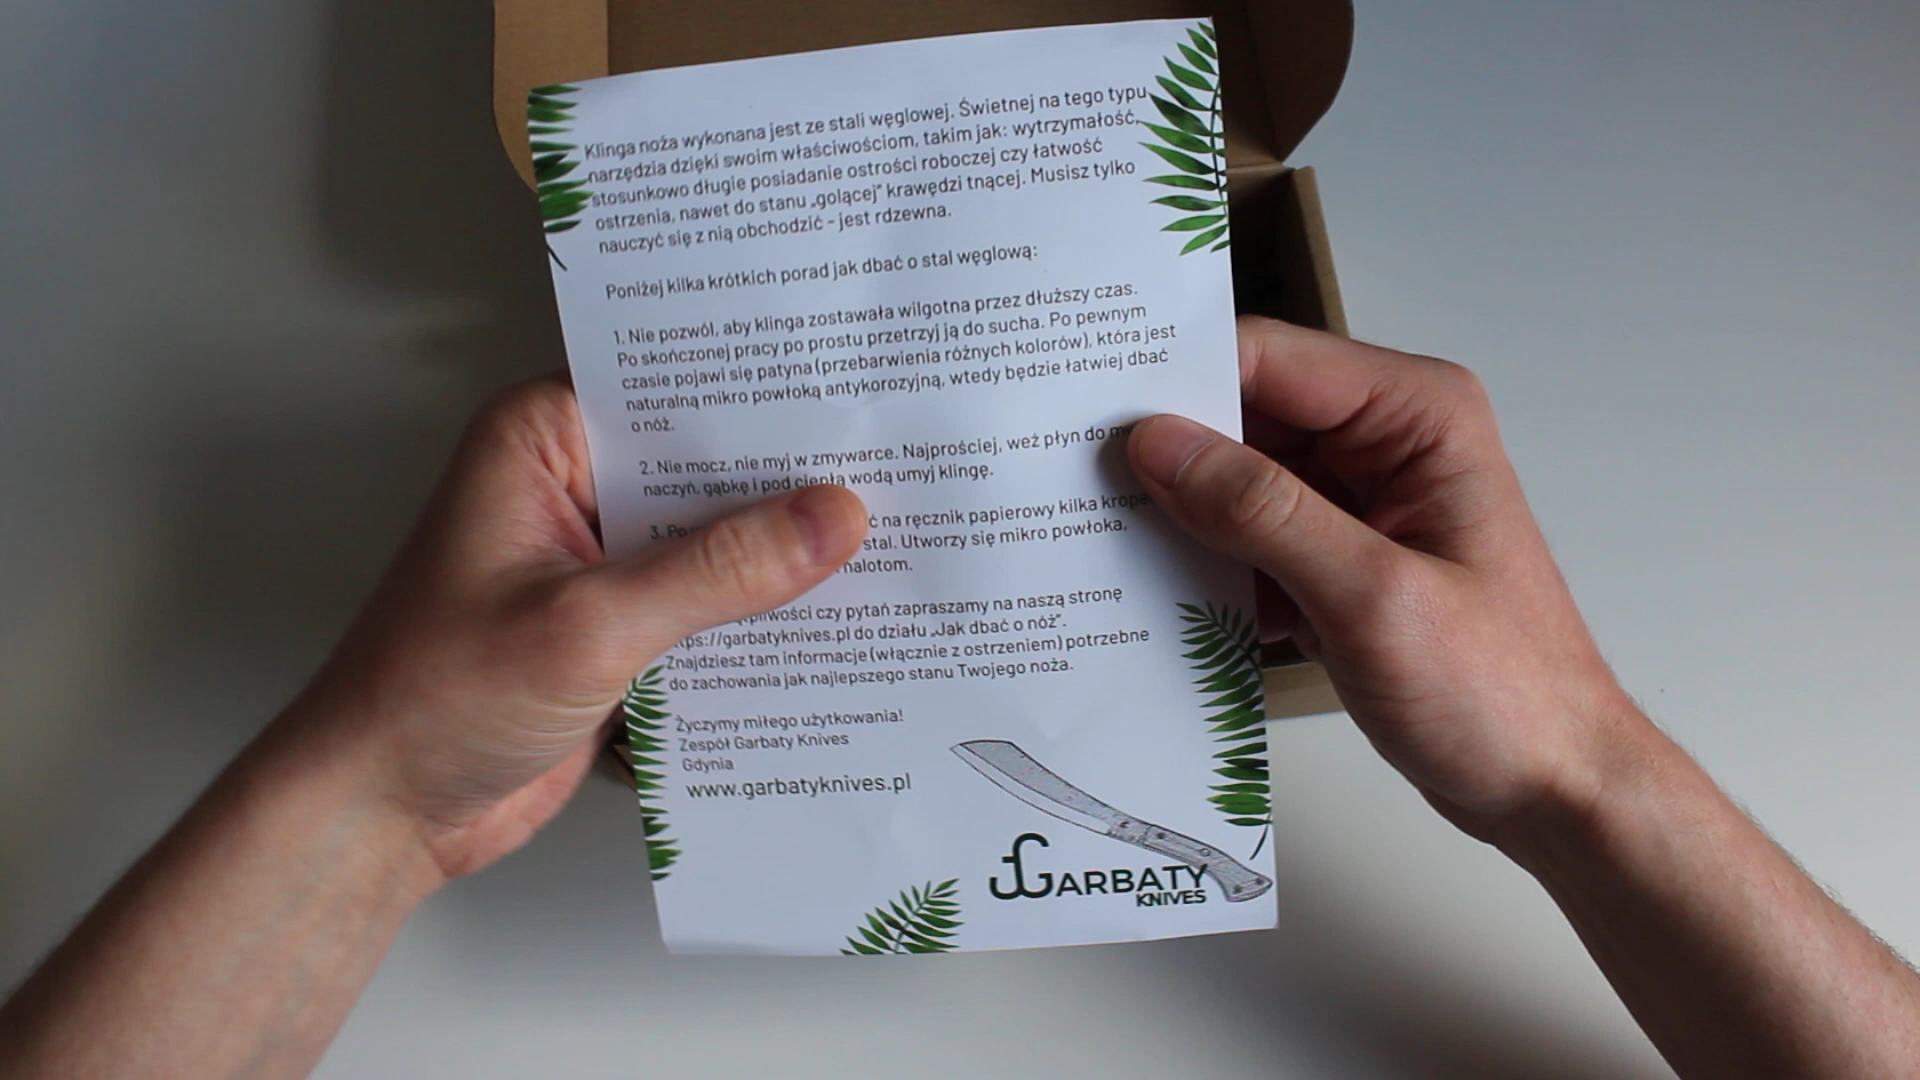 Klinga noża wykonana jest ze stali węglowej. Świetnej na tego typu
narzędzia dzięki swoim właściwościom, takim jak: wytrzymałość,
stosunkowo długie posiadanie ostrości roboczej czy łatwość
ostrzenia, nawet do stanu „golącej" krawędzi tnącej. Musisz tylko
nauczyć się z nią obchodzić - jest rdzewna.
Poniżej kilka krótkich porad jak dbać o stal węglową:
1. Nie pozwól, aby klinga zostawała wilgotna przez dłuższy czas.
Po skończonej pracy po prostu przetrzyj ją do sucha. Po pewnym
czasie pojawi się patyna (przebarwienia różnych kolorów), która jest
naturalną mikro powłoką antykorozyjną, wtedy będzie łatwiej dbać
o nóż.
2. Nie mocz, nie myj w zmywarce. Najprościej, weź płyn do
naczyń, gąbkę i pod ciepłą wodą umyj klingę.
3. na ręcznik papierowy kilka
stal. Utworzy się mikro powłoka,
nalotom.
czy pytań zapraszamy na naszą stronę
garbatyknives.pl do działu „Jak dbać o nóż".
Znajdziesz tam informacje (włącznie z ostrzeniem) potrzebne
do zachowania jak najlepszego stanu Twojego noża.
Życzymy miłego użytkowania!
Zespół Garbaty Knives
Gdynia
www.garbatyknives.pl
GARBATY
KNIVES